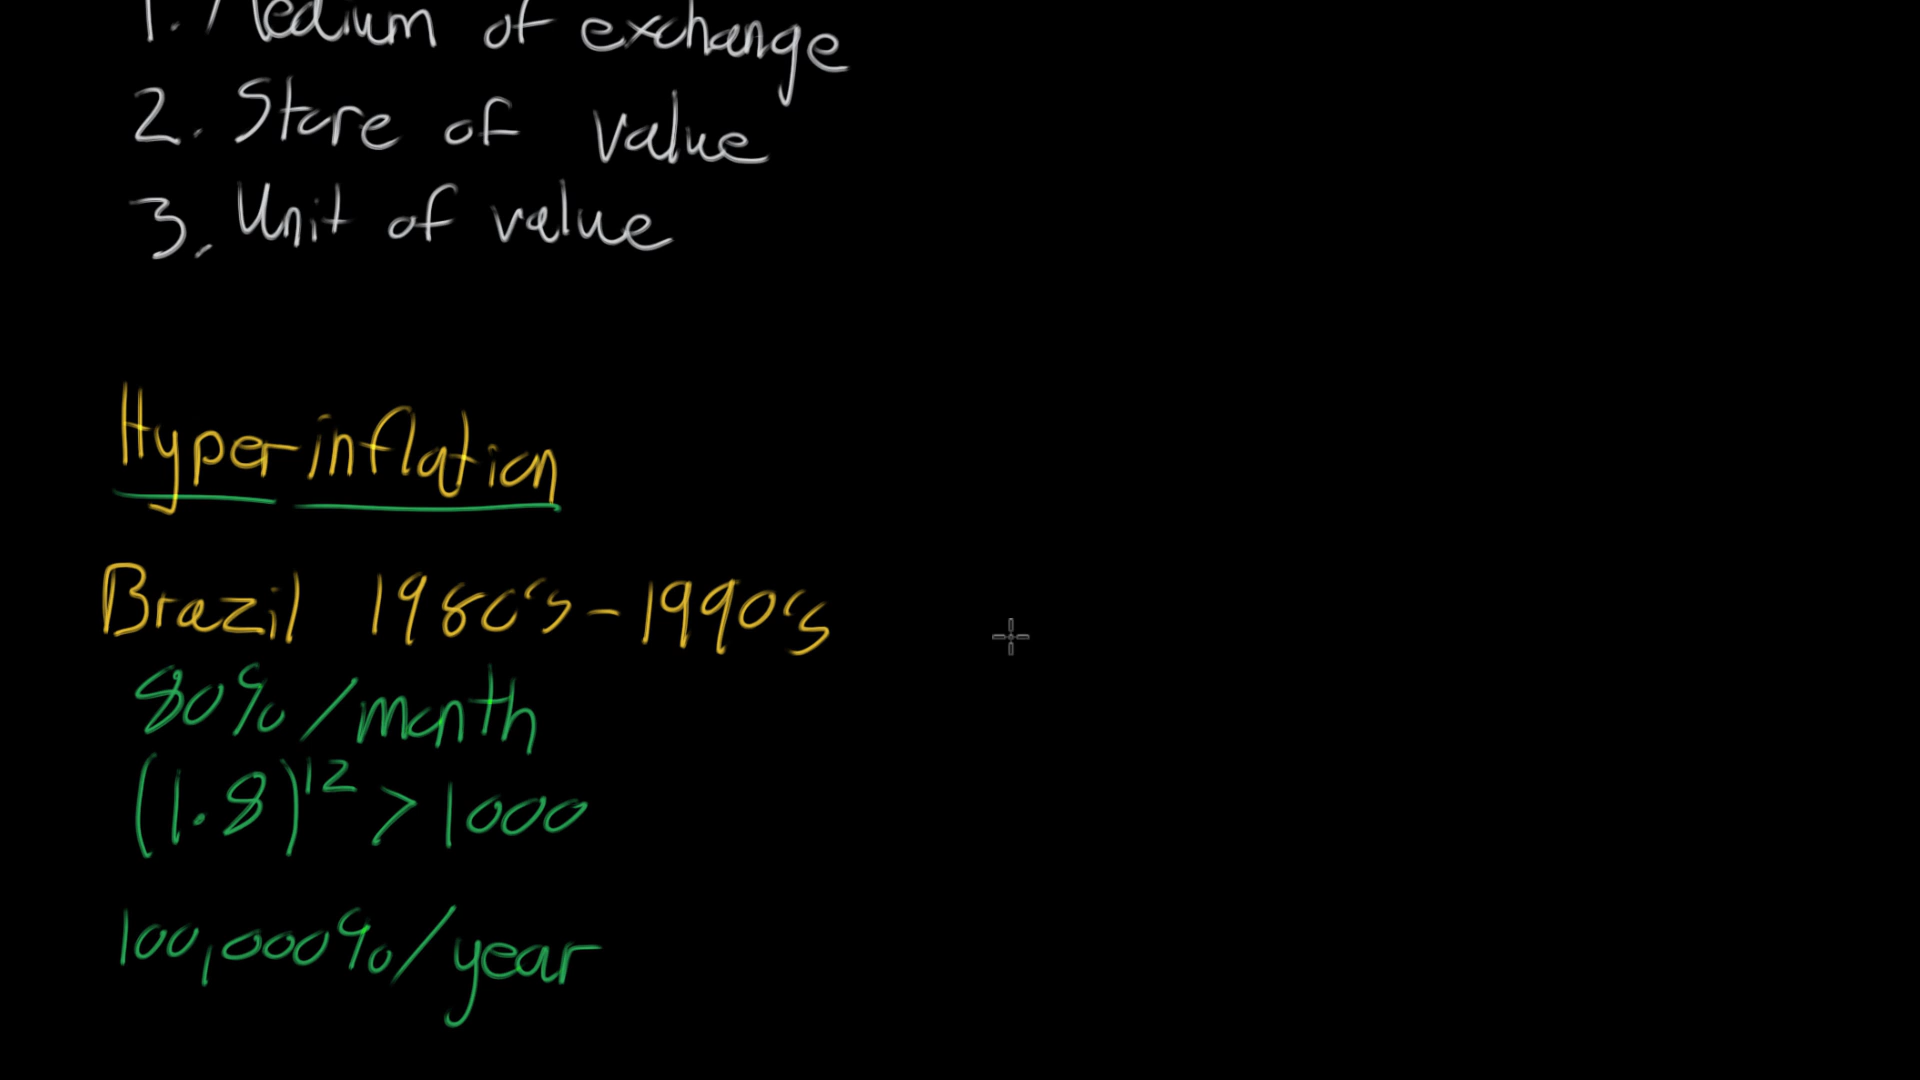 1. Medium of exchange
2. Store of value
3. Unit of value
Hyperinflation
Brazil 1980's-1990's
80%/month
(1.8)¹² > 1000
100,000%/year